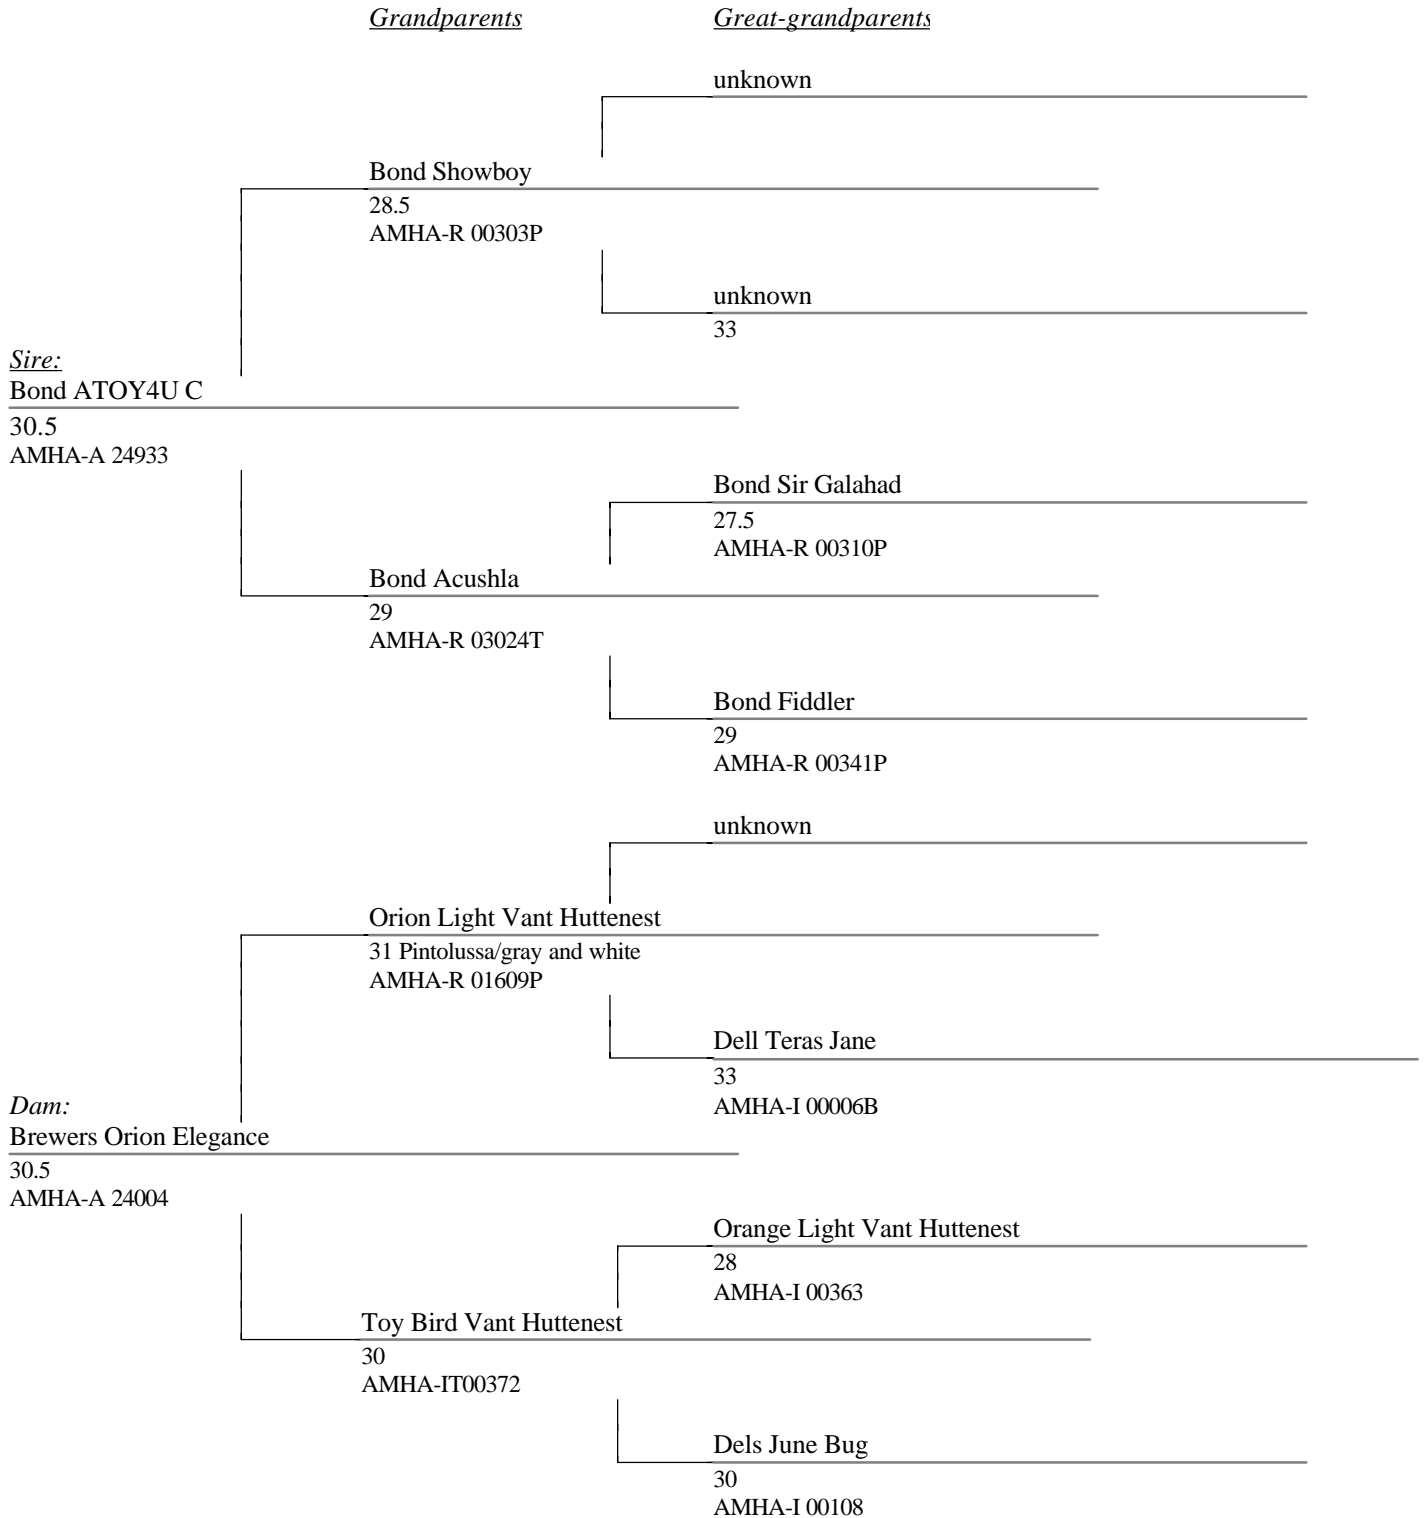 Grandparents
Great-grandparents
unknown
Bond Showboy
28.5
AMHA-R 00303P
unknown
33
Sire:
Bond ATOY4U C
30.5
AMHA-A 24933
Bond Sir Galahad
27.5
AMHA-R 00310P
Bond Acushla
29
AMHA-R 03024T
Bond Fiddler
29
AMHA-R 00341P
unknown
Orion Light Vant Huttenest
31 Pintolussa/gray and white
AMHA-R 01609P
Dell Teras Jane
33
AMHA-I 00006B
Dam:
Brewers Orion Elegance
30.5
AMHA-A 24004
Orange Light Vant Huttenest
28
AMHA-I 00363
Toy Bird Vant Huttenest
30
AMHA-IT00372
Dels June Bug
30
AMHA-I 00108